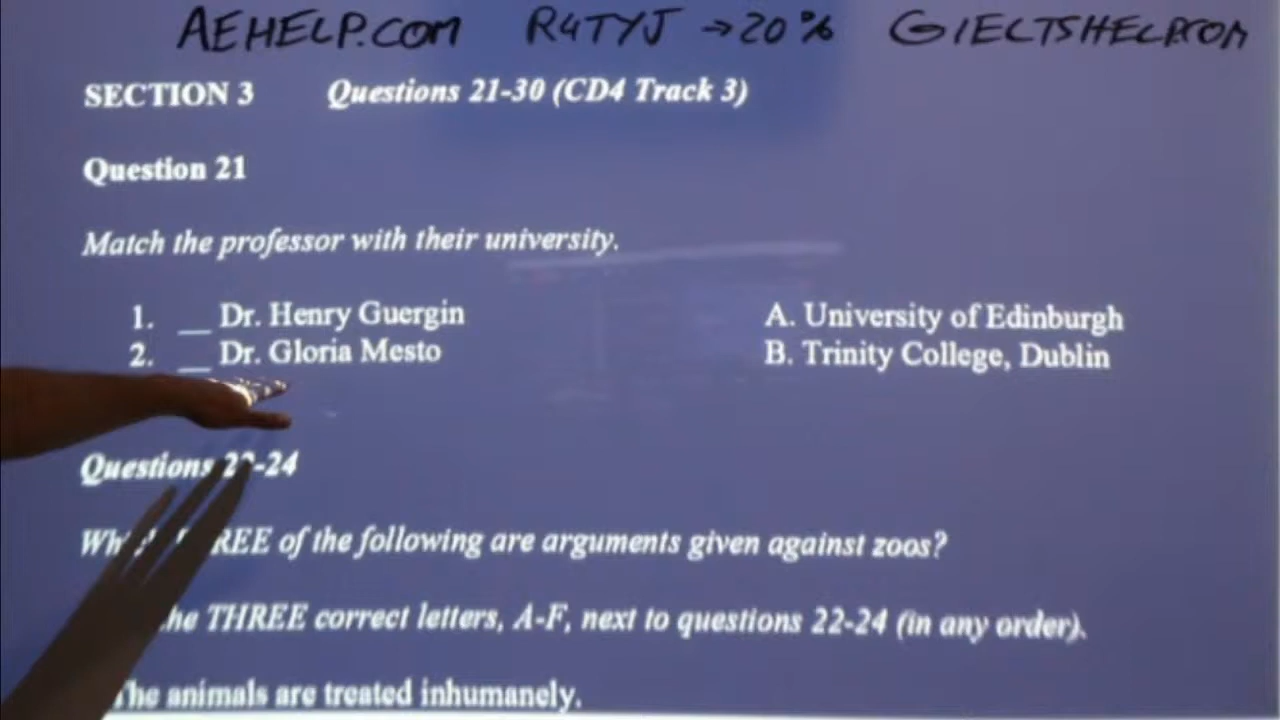 AEHELP.COM R4TYJ →20% GIELTSHELP.COM
SECTION 3 Questions 21-30 (CD4 Track 3)
Question 21
Match the professor with their university.
1. __ Dr. Henry Guergin A. University of Edinburgh
2. __ Dr. Gloria Mesto B. Trinity College, Dublin
Questions -24
of the following are arguments given against zoos?
THREE correct letters, A-F, next to questions 22-24 (in any order).
The animals are treated inhumanely.